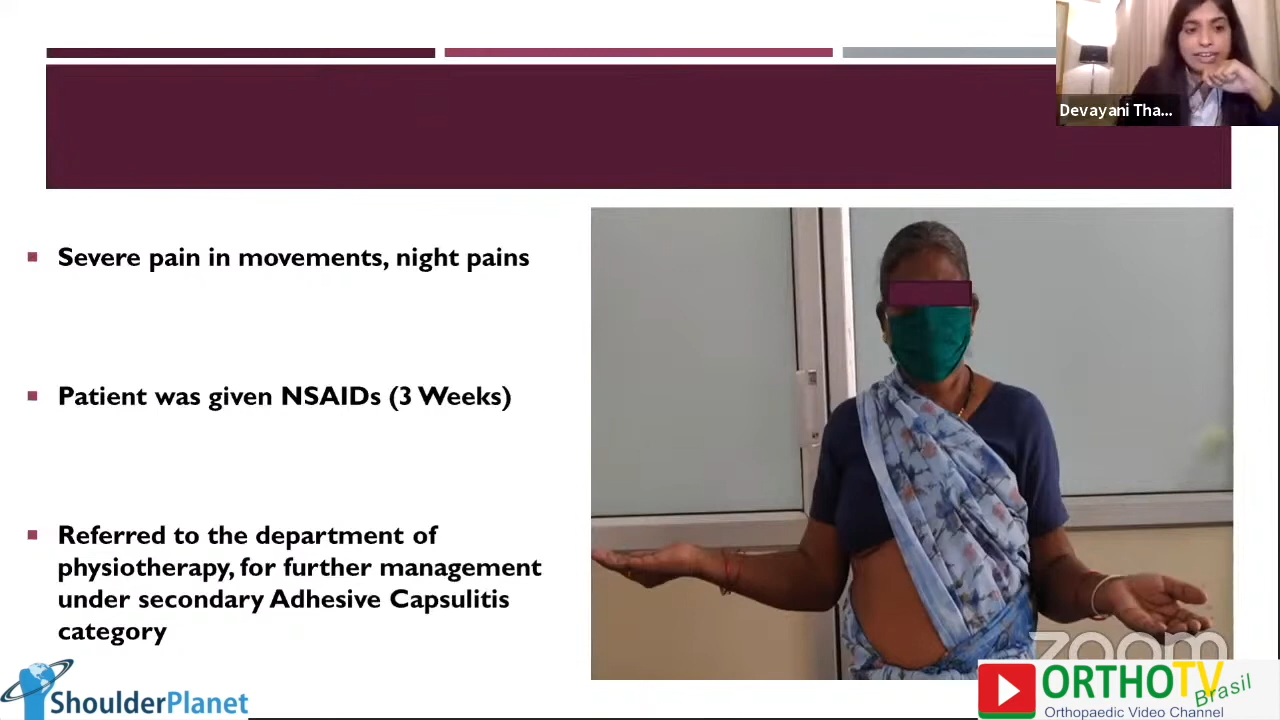 Devayani Tha...
Severe pain in movements, night pains
Patient was given NSAIDs (3 Weeks)
Referred to the department of
physiotherapy, for further management
under secondary Adhesive Capsulitis
category
zoom
ShoulderPlanet
ORTHOTV
Brasil
Orthopaedic Video Channel